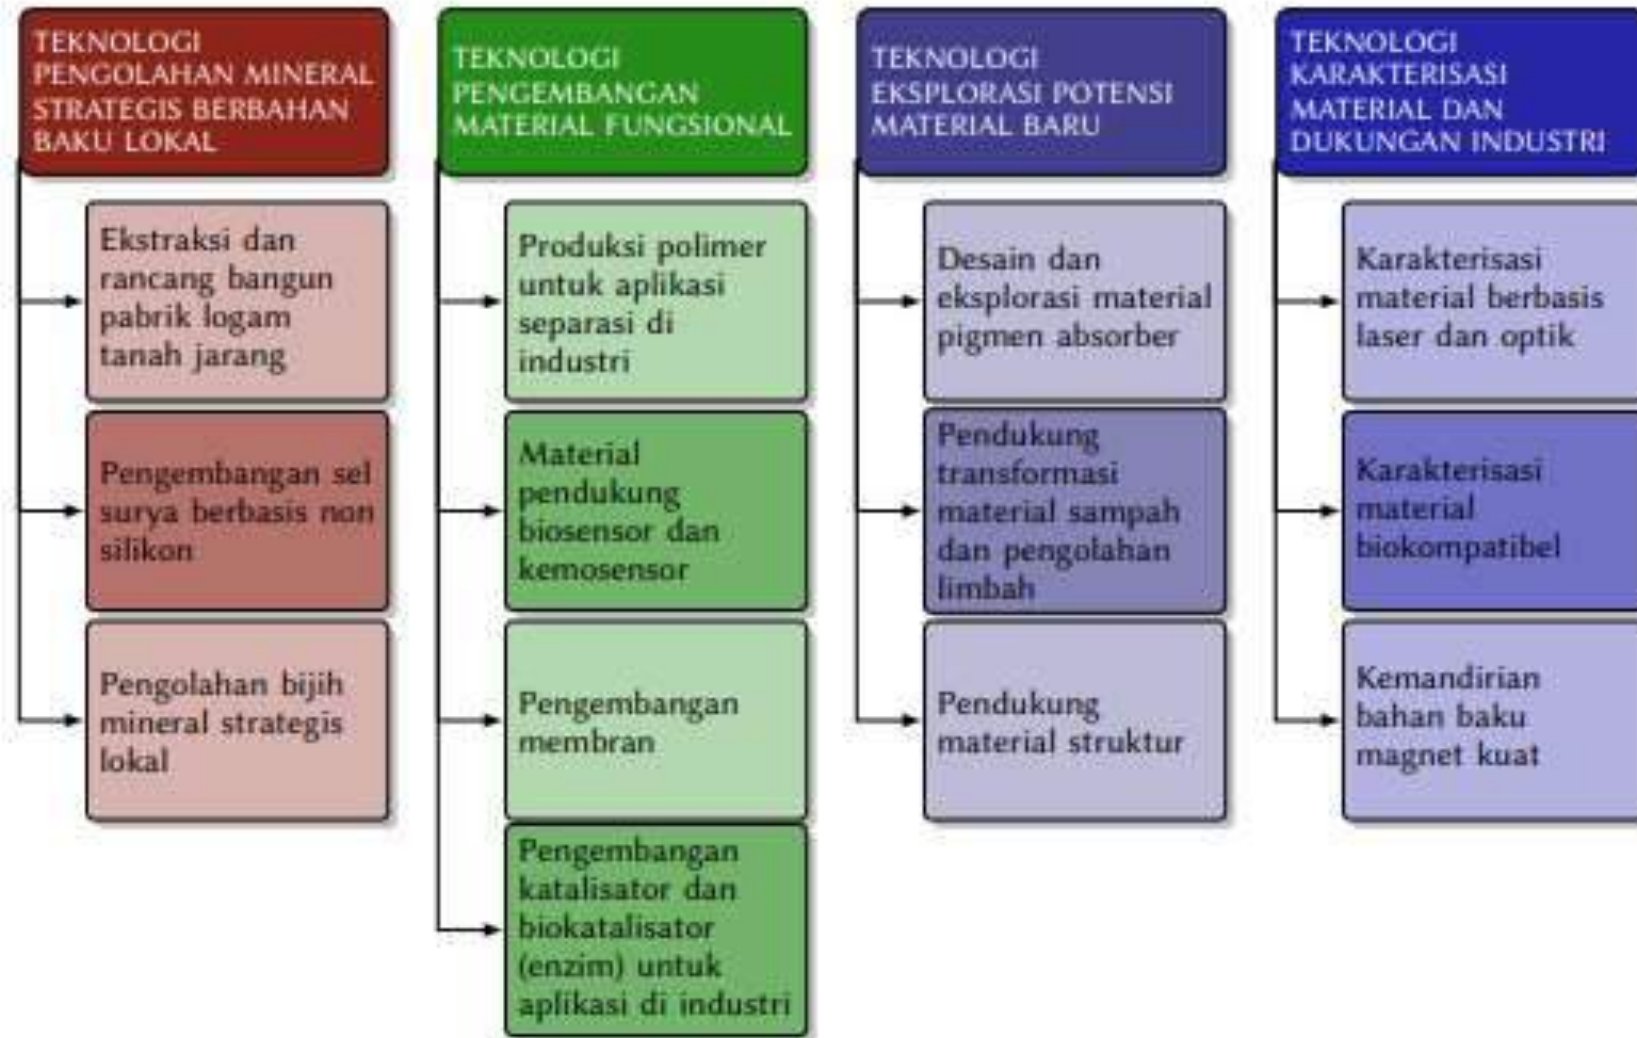 TEKNOLOGI
PENGOLAHAN MINERAL
STRATEGIS BERBAHAN
BAKU LOKAL
Ekstraksi dan
rancang bangun
pabrik logam
tanah jarang
Pengembangan sel
surya berbasis non
silikon
Pengolahan bijih
mineral strategis
lokal
TEKNOLOGI
PENGEMBANGAN
MATERIAL FUNGSIONAL
Produksi polimer
untuk aplikasi
separasi di
industri
Material
pendukung
biosensor dan
kemosensor
Pengembangan
membran
Pengembangan
katalisator dan
biokatalisator
(enzim) untuk
aplikasi di industri
TEKNOLOGI
EKSPLORASI POTENSI
MATERIAL BARU
Desain dan
eksplorasi material
pigmen absorber
Pendukung
transformasi
material sampah
dan pengolahan
limbah
Pendukung
material struktur
TEKNOLOGI
KARAKTERISASI
MATERIAL DAN
DUKUNGAN INDUSTRI
Karakterisasi
material berbasis
laser dan optik
Karakterisasi
material
biokompatibel
Kemandirian
bahan baku
magnet kuat